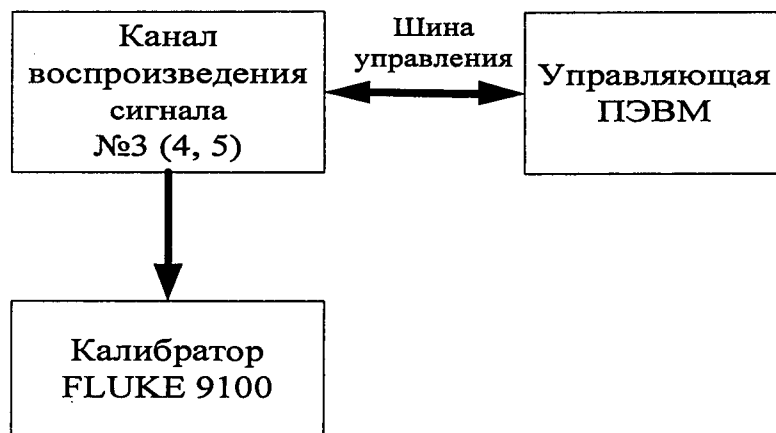 Канал
воспроизведения
сигнала
№3 (4, 5)
Шина
управления
Управляющая
ПЭВМ
Калибратор
FLUKE 9100